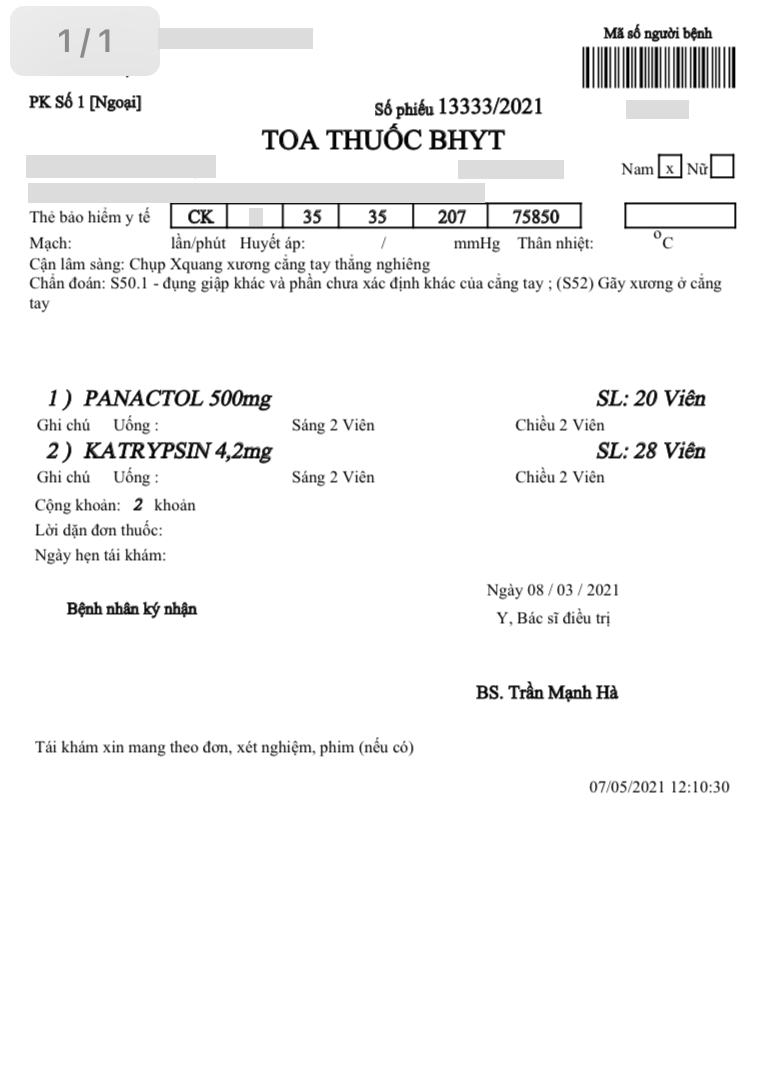 1/1
Mã số người bệnh
PK Số 1 [Ngoại]
Số phiếu 13333/2021
TOA THUỐC BHYT
Nam x Nữ
Thẻ bảo hiểm y tế CK 35 35 207 75850
Mạch: lần/phút Huyết áp: / mmHg Thân nhiệt: °C
Cận lâm sàng: Chụp Xquang xương cẳng tay thẳng nghiêng
Chẩn đoán: S50.1 - đụng giập khác và phần chưa xác định khác của cẳng tay ; (S52) Gãy xương ở cẳng
tay
1 ) PANACTOL 500mg SL: 20 Viên
Ghi chú Uống : Sáng 2 Viên Chiều 2 Viên
2 ) KATRYPSIN 4,2mg SL: 28 Viên
Ghi chú Uống : Sáng 2 Viên Chiều 2 Viên
Cộng khoản: 2 khoản
Lời dặn đơn thuốc:
Ngày hẹn tái khám:
Ngày 08 / 03 / 2021
Bệnh nhân ký nhận
Y, Bác sĩ điều trị
BS. Trần Mạnh Hà
Tái khám xin mang theo đơn, xét nghiệm, phim (nếu có)
07/05/2021 12:10:30